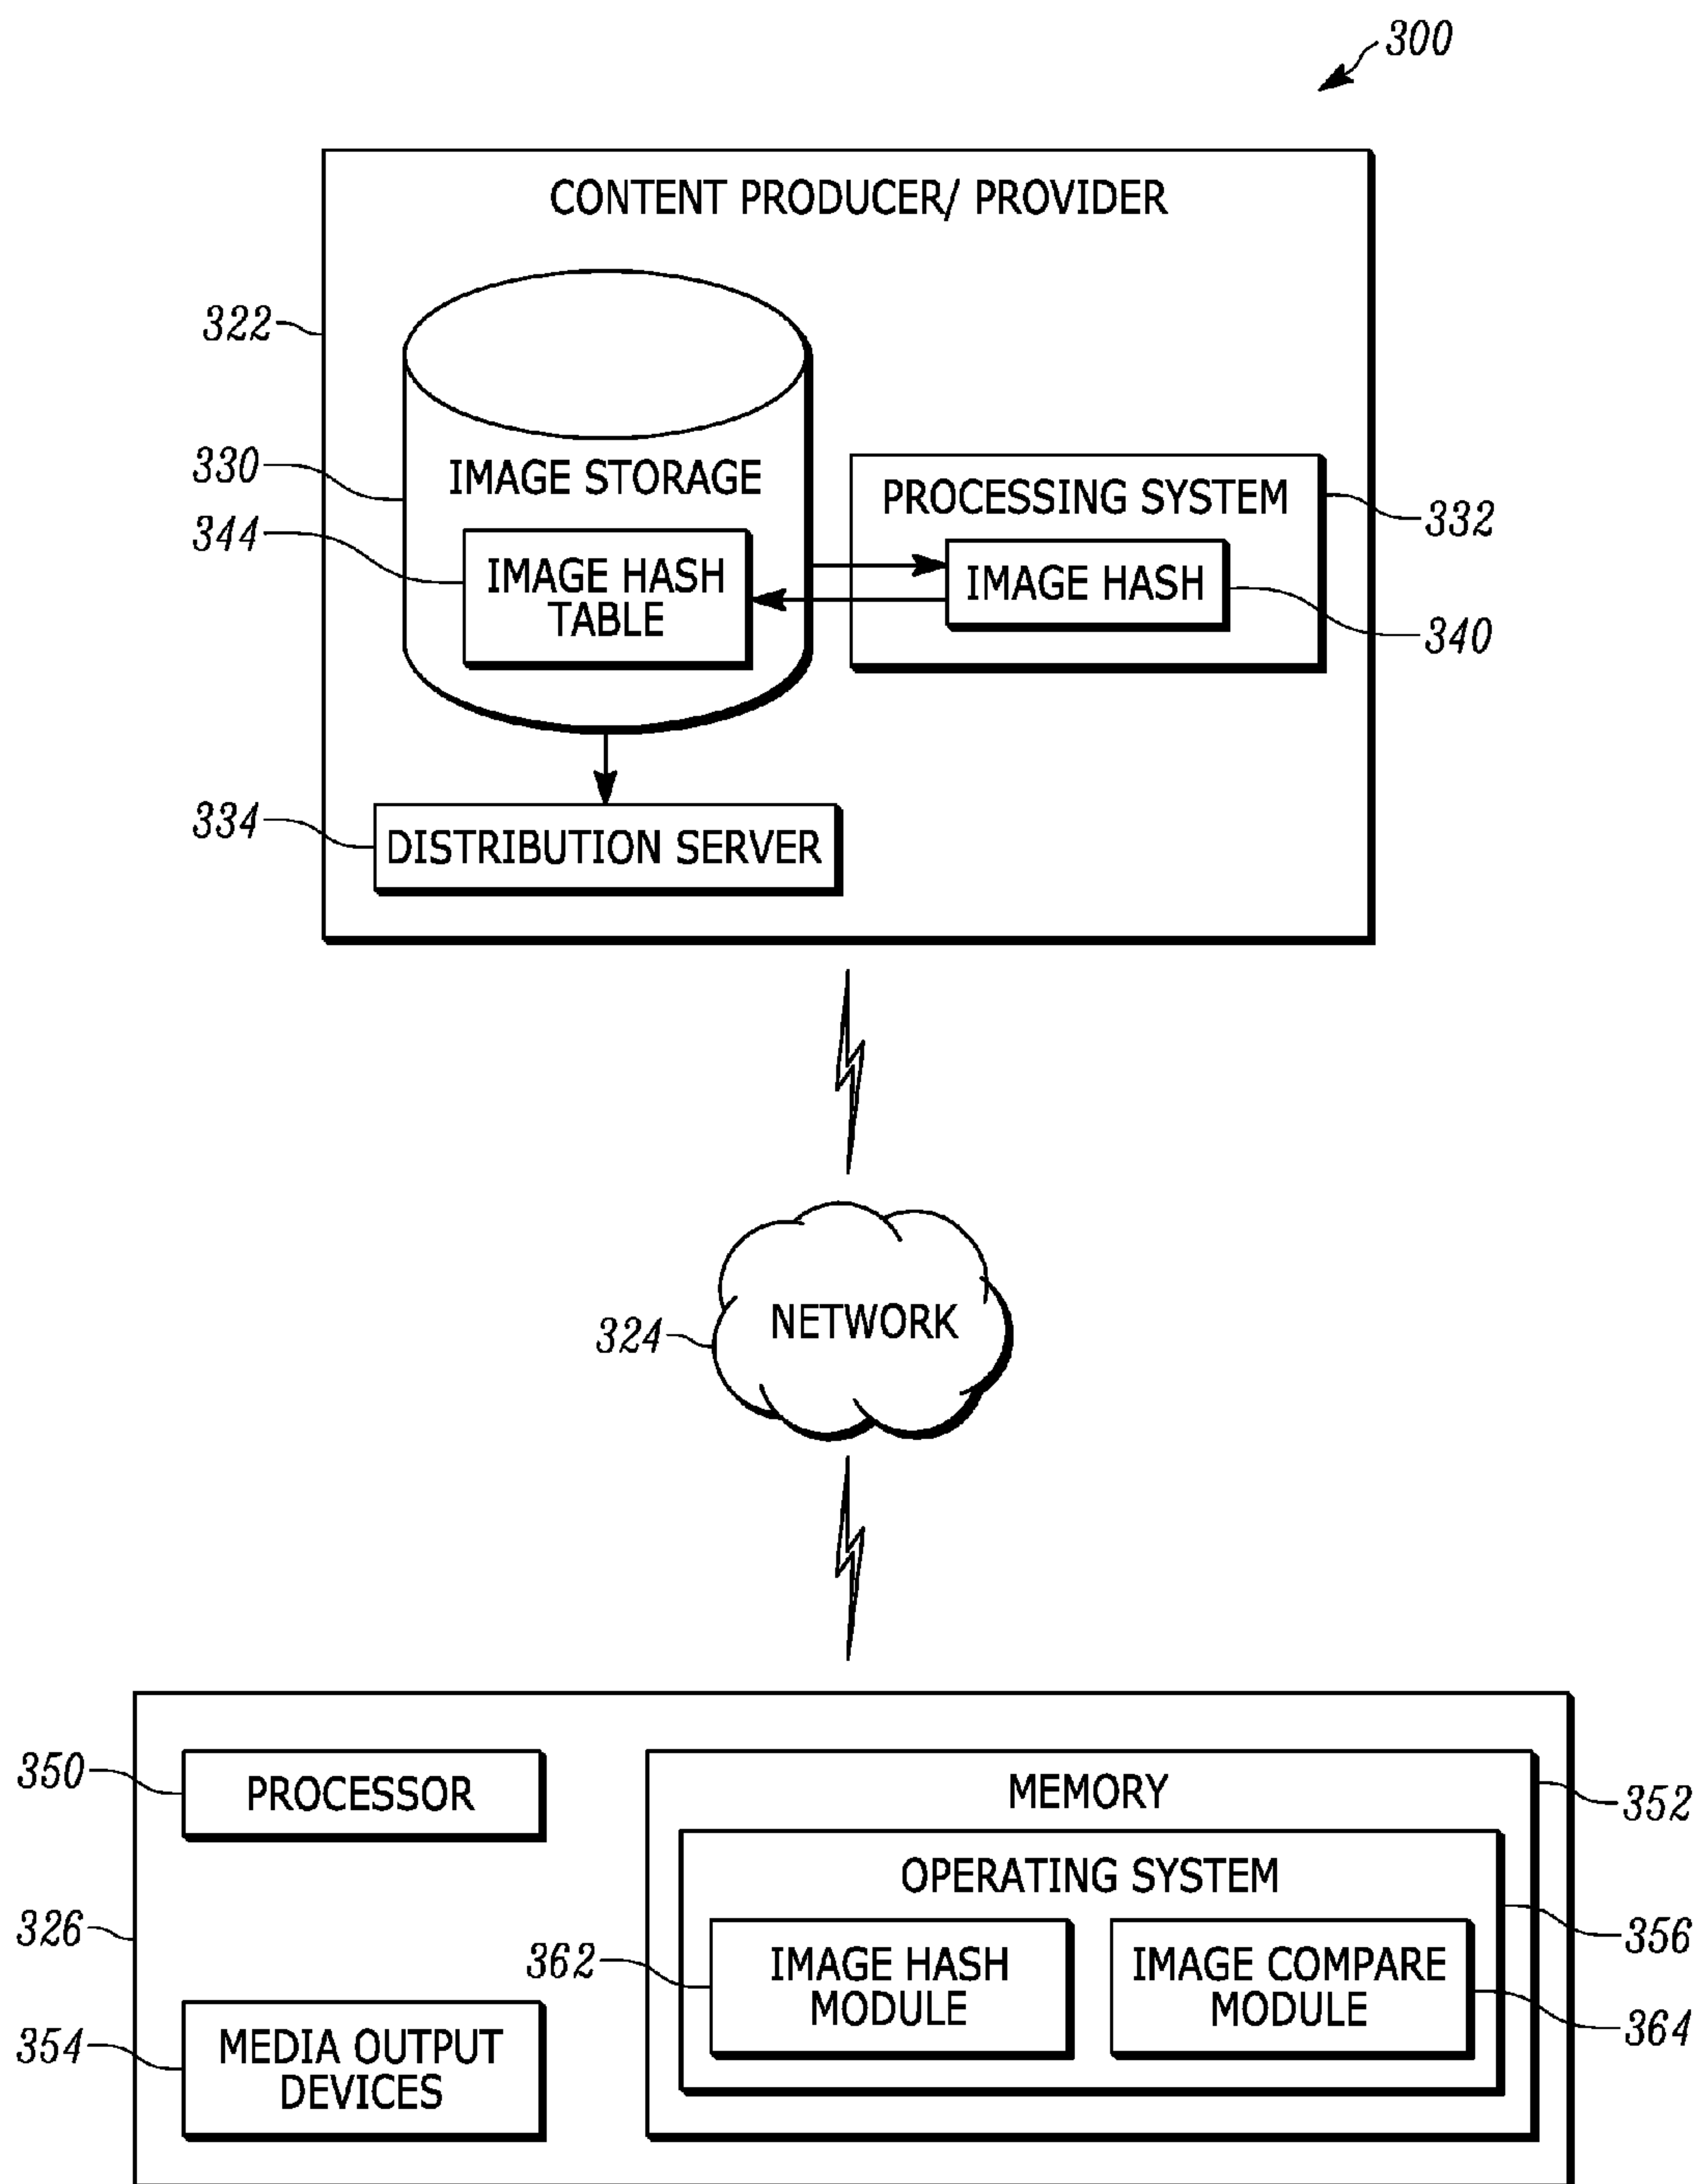 300
CONTENT PRODUCER/ PROVIDER
322
330
IMAGE STORAGE
PROCESSING SYSTEM
332
344
IMAGE HASH
TABLE
IMAGE HASH
340
334
DISTRIBUTION SERVER
324
NETWORK
350
PROCESSOR
MEMORY
352
OPERATING SYSTEM
326
356
362
IMAGE HASH
MODULE
IMAGE COMPARE
MODULE
364
354
MEDIA OUTPUT
DEVICES